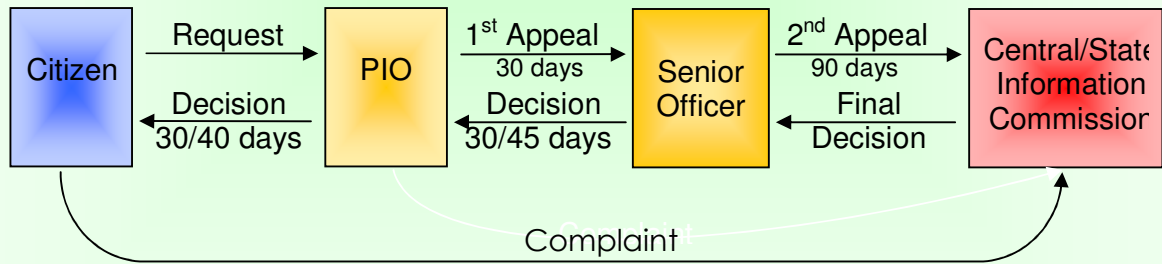 Citizen
Request
Decision
30/40 days
PIO
1st Appeal
30 days
Decision
30/45 days
Senior
Officer
2nd Appeal
90 days
Final
Decision
Central/State
Information
Commission
Complaint
Complaint